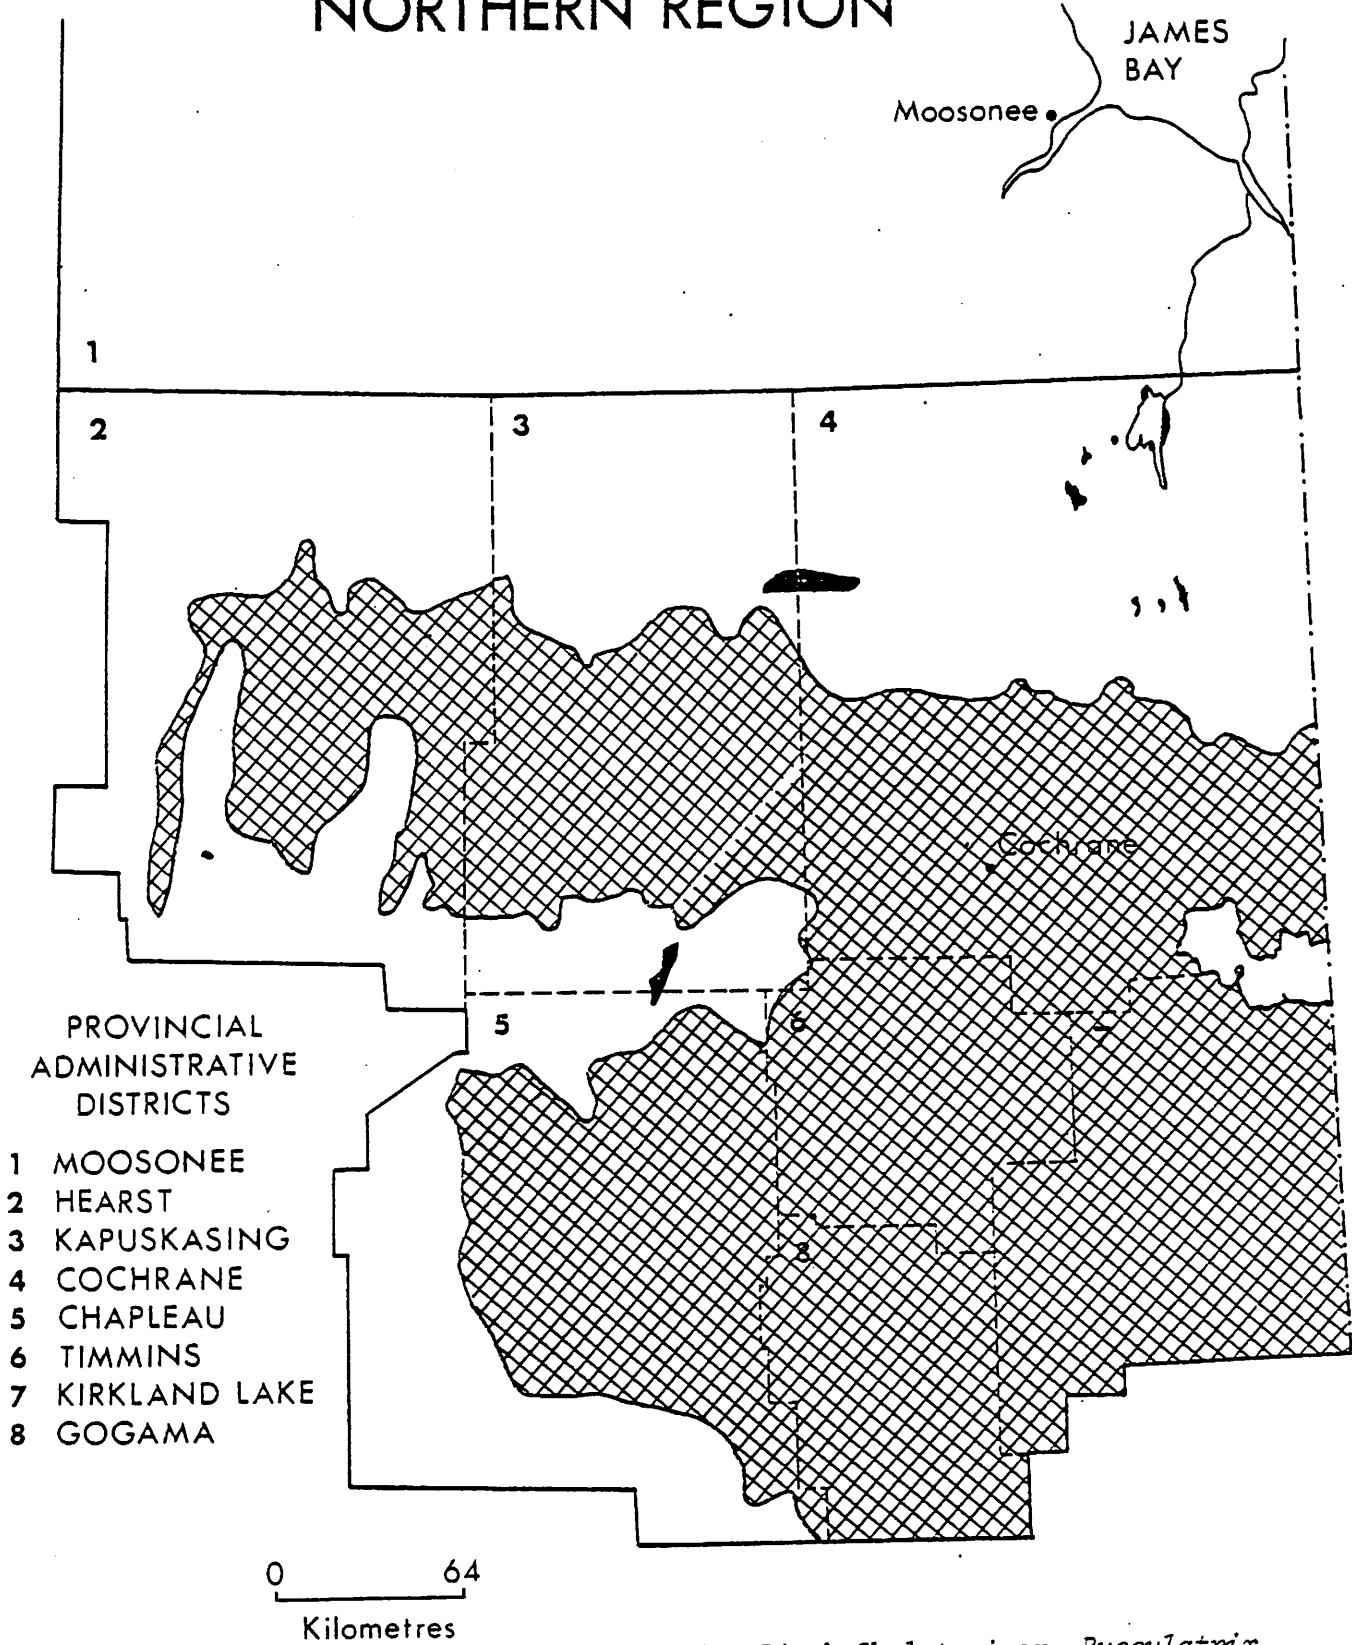 NORTHERN REGION
JAMES
BAY
Moosonee
1
2
3
4
Cochrane
5
6
7
8
PROVINCIAL
ADMINISTRATIVE
DISTRICTS
1 MOOSONEE
2 HEARST
3 KAPUSKASING
4 COCHRANE
5 CHAPLEAU
6 TIMMINS
7 KIRKLAND LAKE
8 GOGAMA
0 64
Kilometres